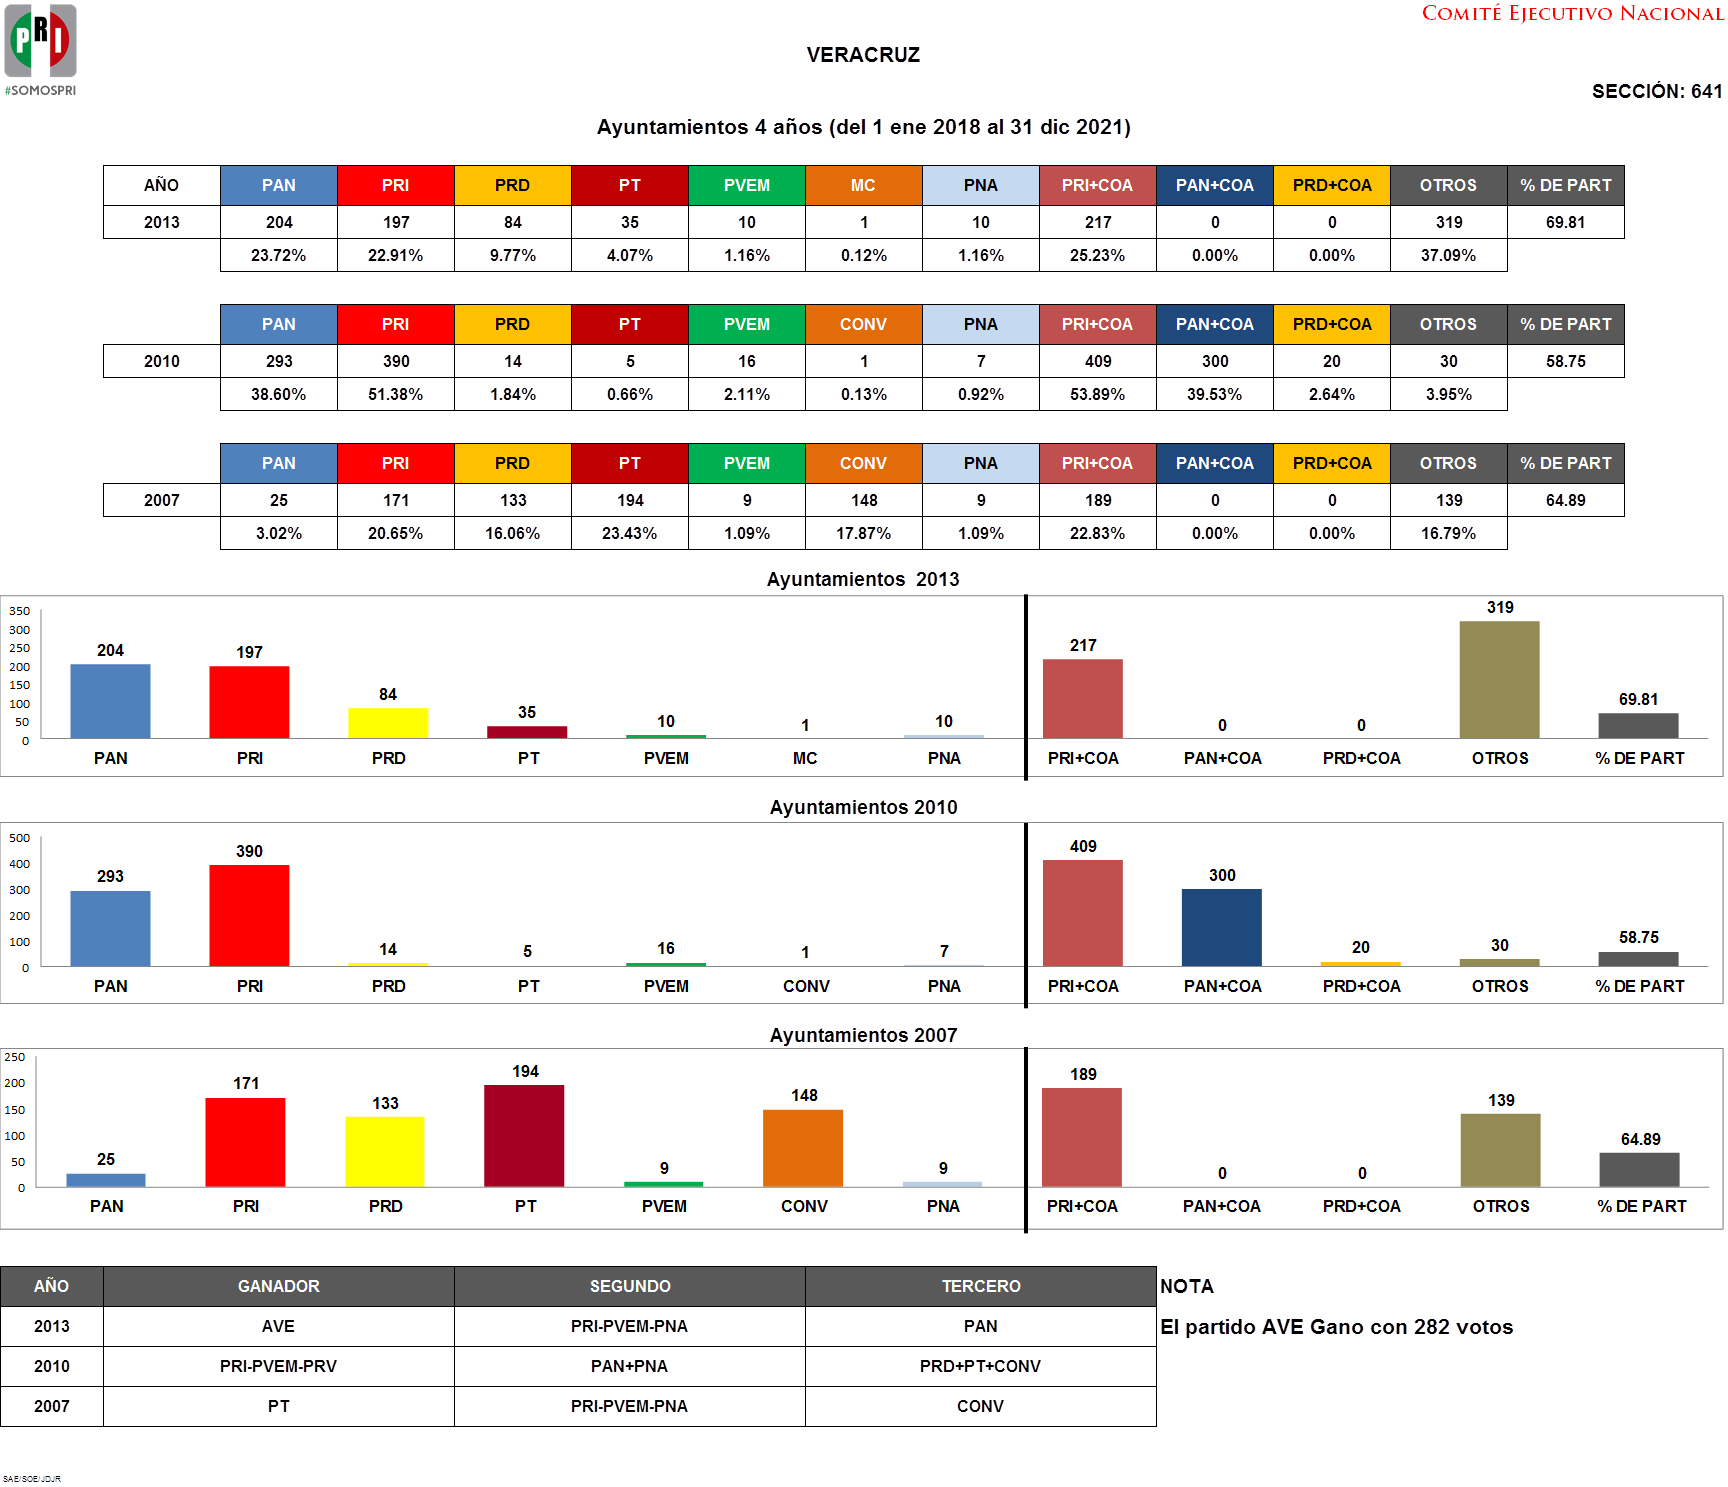 PRI
#SOMOSPRI
COMITÉ EJECUTIVO NACIONAL
VERACRUZ
SECCIÓN: 641
Ayuntamientos 4 años (del 1 ene 2018 al 31 dic 2021)
AÑO PAN PRI PRD PT PVEM MC PNA PRI+COA PAN+COA PRD+COA OTROS % DE PART
2013 204 197 84 35 10 1 10 217 0 0 319 69.81
23.72% 22.91% 9.77% 4.07% 1.16% 0.12% 1.16% 25.23% 0.00% 0.00% 37.09%
PAN PRI PRD PT PVEM CONV PNA PRI+COA PAN+COA PRD+COA OTROS % DE PART
2010 293 390 14 5 16 1 7 409 300 20 30 58.75
38.60% 51.38% 1.84% 0.66% 2.11% 0.13% 0.92% 53.89% 39.53% 2.64% 3.95%
PAN PRI PRD PT PVEM CONV PNA PRI+COA PAN+COA PRD+COA OTROS % DE PART
2007 25 171 133 194 9 148 9 189 0 0 139 64.89
3.02% 20.65% 16.06% 23.43% 1.09% 17.87% 1.09% 22.83% 0.00% 0.00% 16.79%
Ayuntamientos 2013
350
300
250
200
150
100
50
0
204 197 84 35 10 1 10 217 0 0 319 69.81
PAN PRI PRD PT PVEM MC PNA PRI+COA PAN+COA PRD+COA OTROS % DE PART
Ayuntamientos 2010
500
400
300
200
100
0
293 390 14 5 16 1 7 409 300 20 30 58.75
PAN PRI PRD PT PVEM CONV PNA PRI+COA PAN+COA PRD+COA OTROS % DE PART
Ayuntamientos 2007
250
200
150
100
50
0
25 171 133 194 9 148 9 189 0 0 139 64.89
PAN PRI PRD PT PVEM CONV PNA PRI+COA PAN+COA PRD+COA OTROS % DE PART
AÑO GANADOR SEGUNDO TERCERO NOTA
2013 AVE PRI-PVEM-PNA PAN El partido AVE Gano con 282 votos
2010 PRI-PVEM-PRV PAN+PNA PRD+PT+CONV
2007 PT PRI-PVEM-PNA CONV
SAE/SOE/JDJR